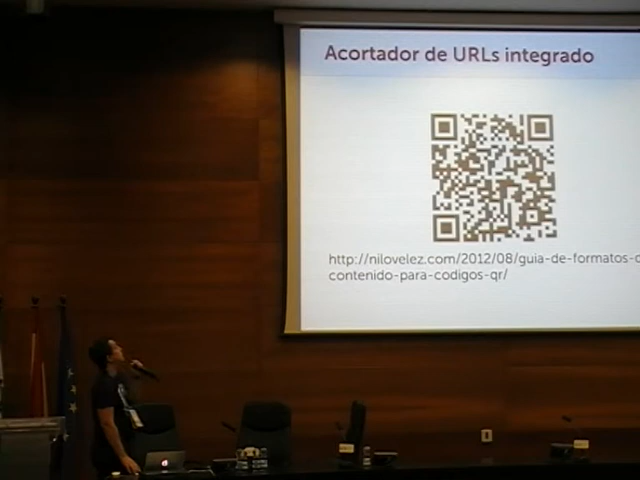 Acortador de URLs integrado
http://nilovelez.com/2012/08/guia-de-formatos-
contenido-para-codigos-qr/